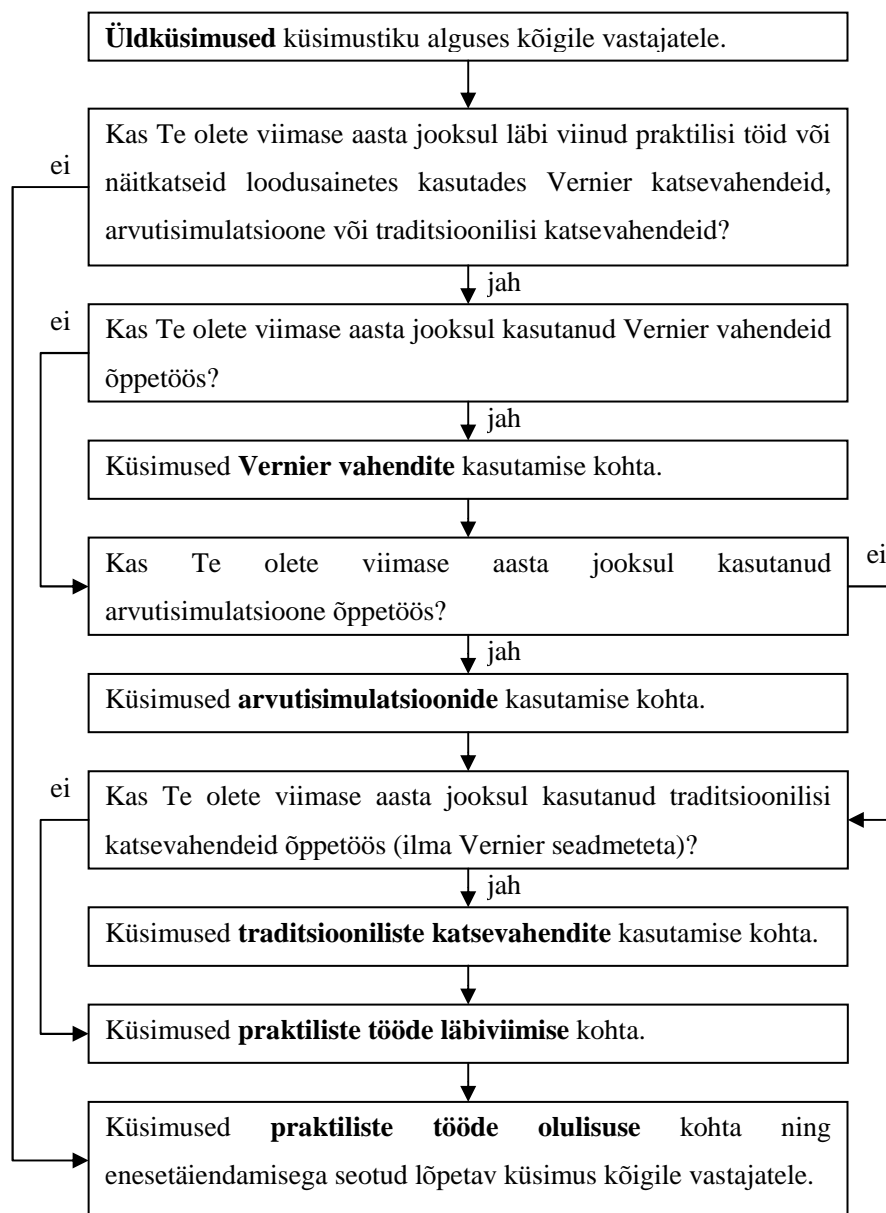 Üldküsimused küsimustiku alguses kõigile vastajatele.
Kas Te olete viimase aasta jooksul läbi viinud praktilisi töid või
ei
näitkatseid loodusainetes kasutades Vernier katsevahendeid,
arvutisimulatsioone või traditsioonilisi katsevahendeid?
jah
ei
Kas Te olete viimase aasta jooksul kasutanud Vernier vahendeid
õppetöös?
jah
Küsimused Vernier vahendite kasutamise kohta.
Kas Te olete viimase aasta jooksul kasutanud
ei
arvutisimulatsioone õppetöös?
jah
Küsimused arvutisimulatsioonide kasutamise kohta.
ei
Kas Te olete viimase aasta jooksul kasutanud traditsioonilisi
katsevahendeid õppetöös (ilma Vernier seadmeteta)?
jah
Küsimused traditsiooniliste katsevahendite kasutamise kohta.
Küsimused praktiliste tööde läbiviimise kohta.
Küsimused praktiliste tööde olulisuse kohta ning
enesetäiendamisega seotud lõpetav küsimus kõigile vastajatele.